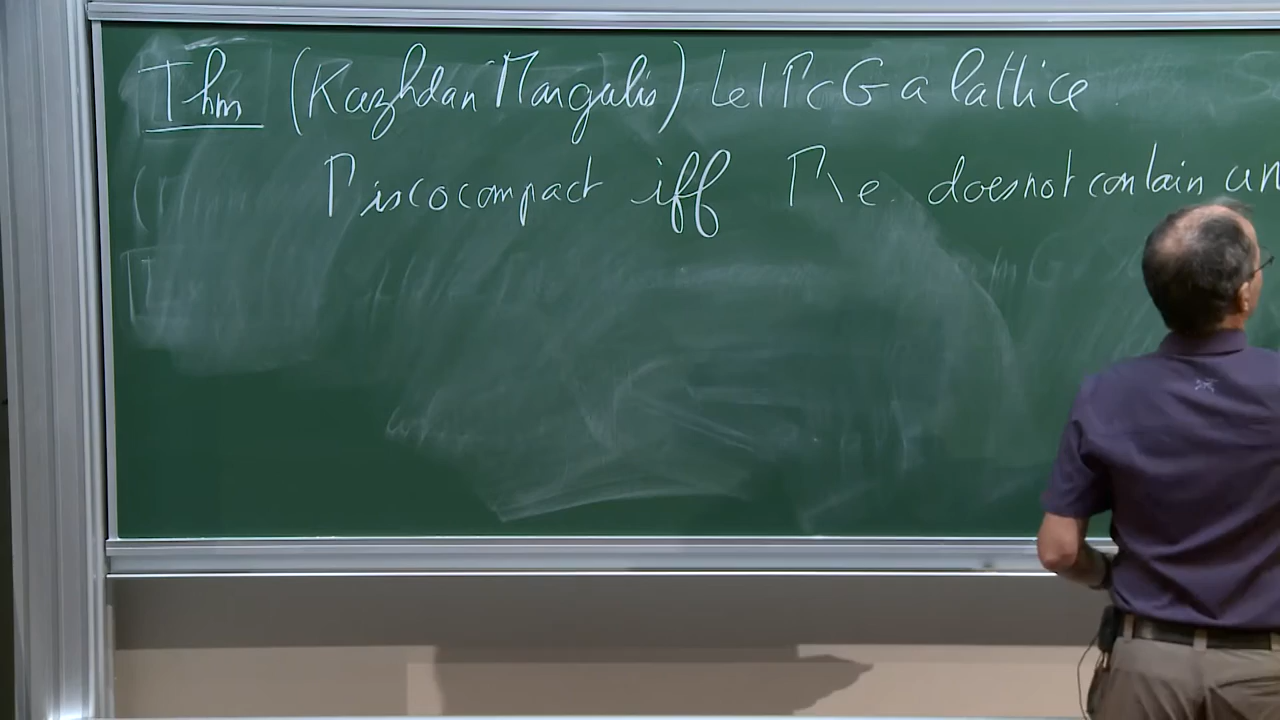 Thm (Kazhdan Margulis) Let Γ⊂G a lattice.
Γ is cocompact iff Γ\e does not contain un